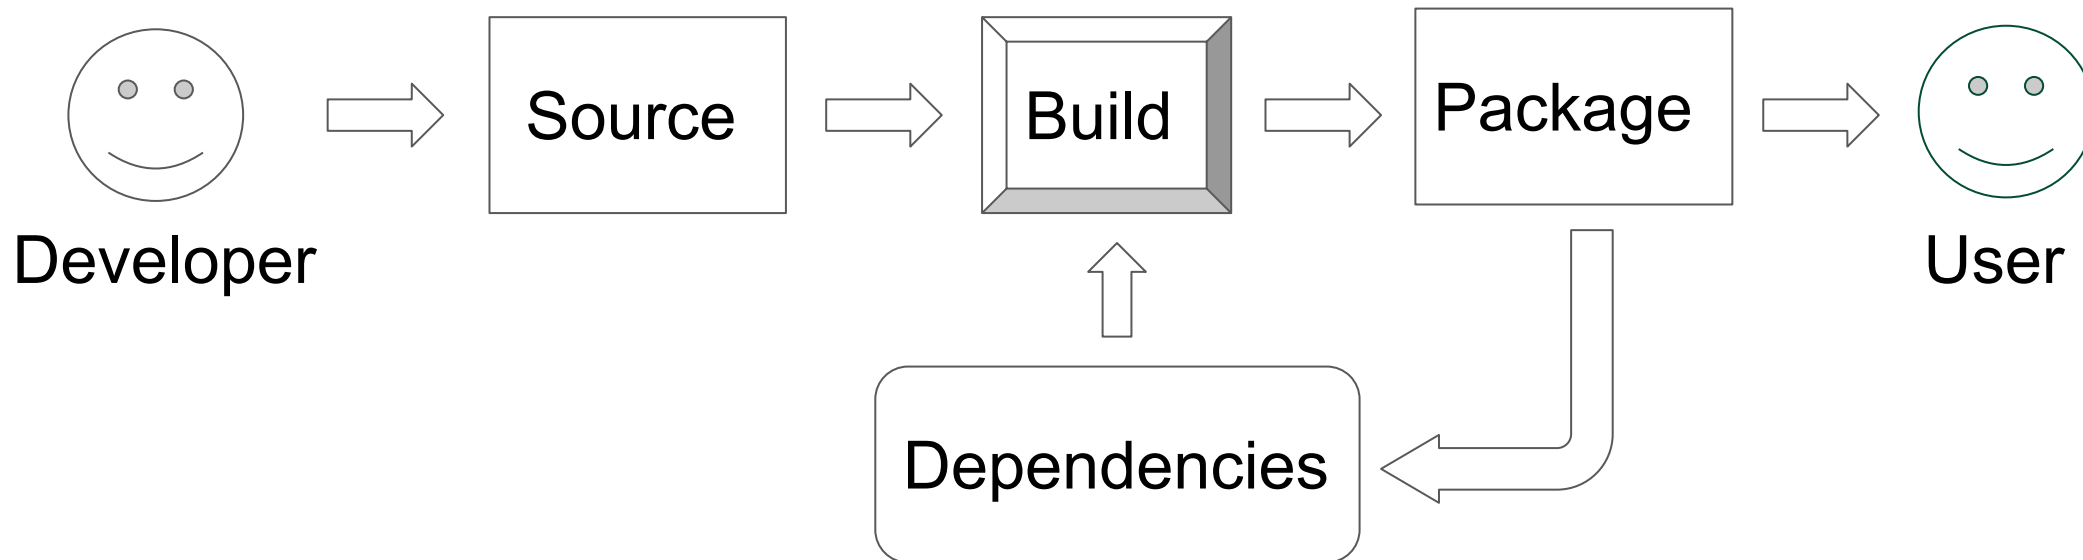 Developer
Source
Build
Package
User
Dependencies